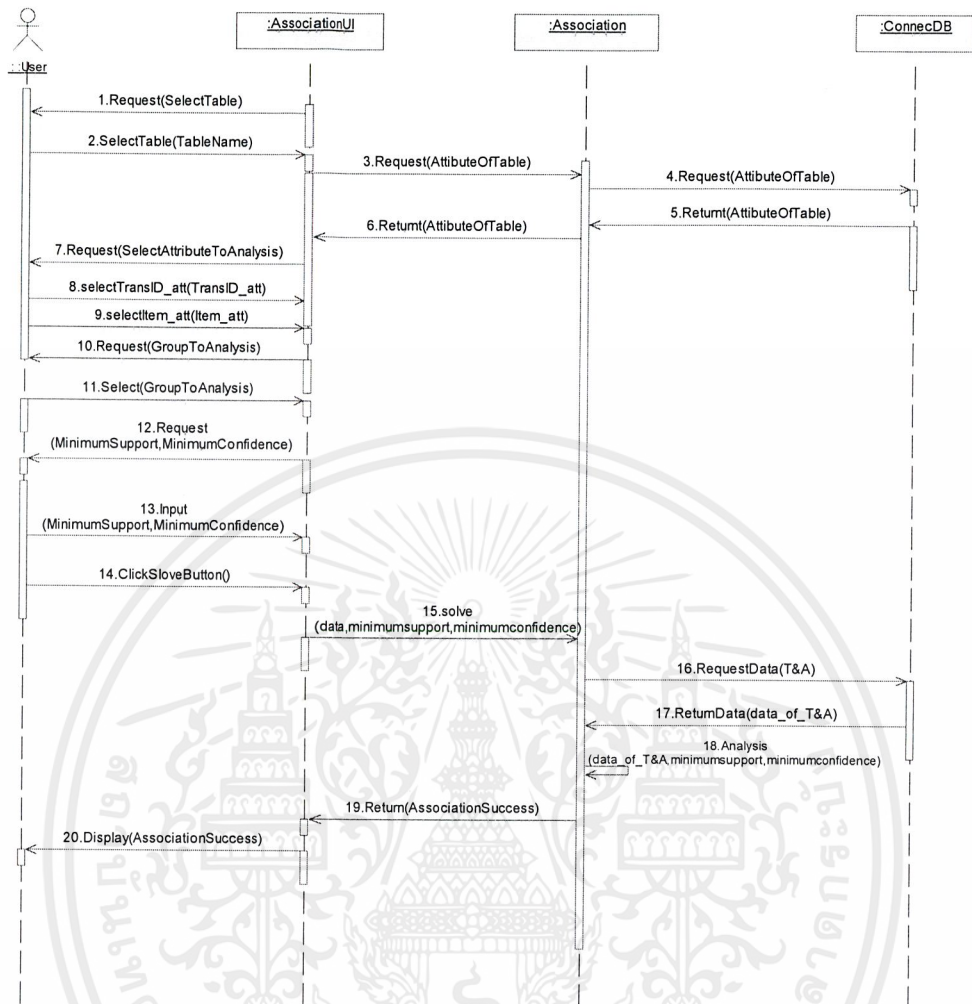 :AssociationUI
:Association
:ConnecDB
: :User
1.Request(SelectTable)
2.SelectTable(TableName)
3.Request(AttibuteOfTable)
4.Request(AttibuteOfTable)
5.Returnt(AttibuteOfTable)
6.Returnt(AttibuteOfTable)
7.Request(SelectAttributeToAnalysis)
8.selectTransID_att(TransID_att)
9.selectItem_att(Item_att)
10.Request(GroupToAnalysis)
11.Select(GroupToAnalysis)
12.Request
(MinimumSupport,MinimumConfidence)
13.Input
(MinimumSupport,MinimumConfidence)
14.ClickSloveButton()
15.solve
(data,minimumsupport,minimumconfidence)
16.RequestData(T&A)
17.ReturnData(data_of_T&A)
18.Analysis
(data_of_T&A,minimumsupport,minimumconfidence)
19.Return(AssociationSuccess)
20.Display(AssociationSuccess)